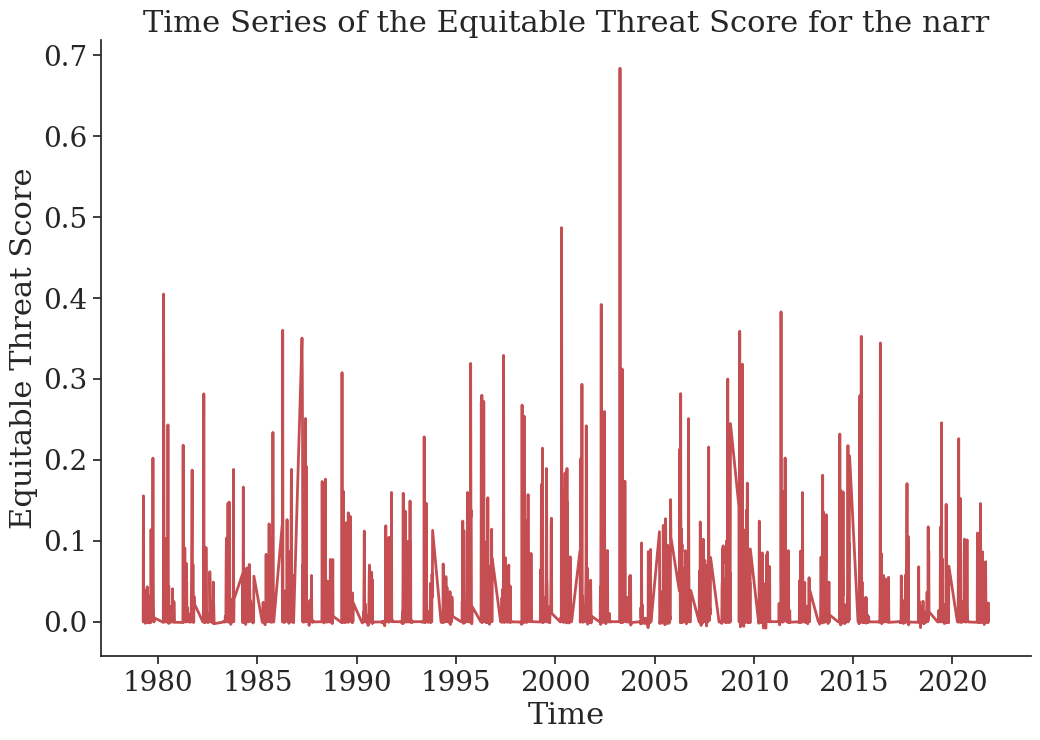 Time Series of the Equitable Threat Score for the narr
Equitable Threat Score
0.7
0.6
0.5
0.4
0.3
0.2
0.1
0.0
1980 1985 1990 1995 2000 2005 2010 2015 2020
Time